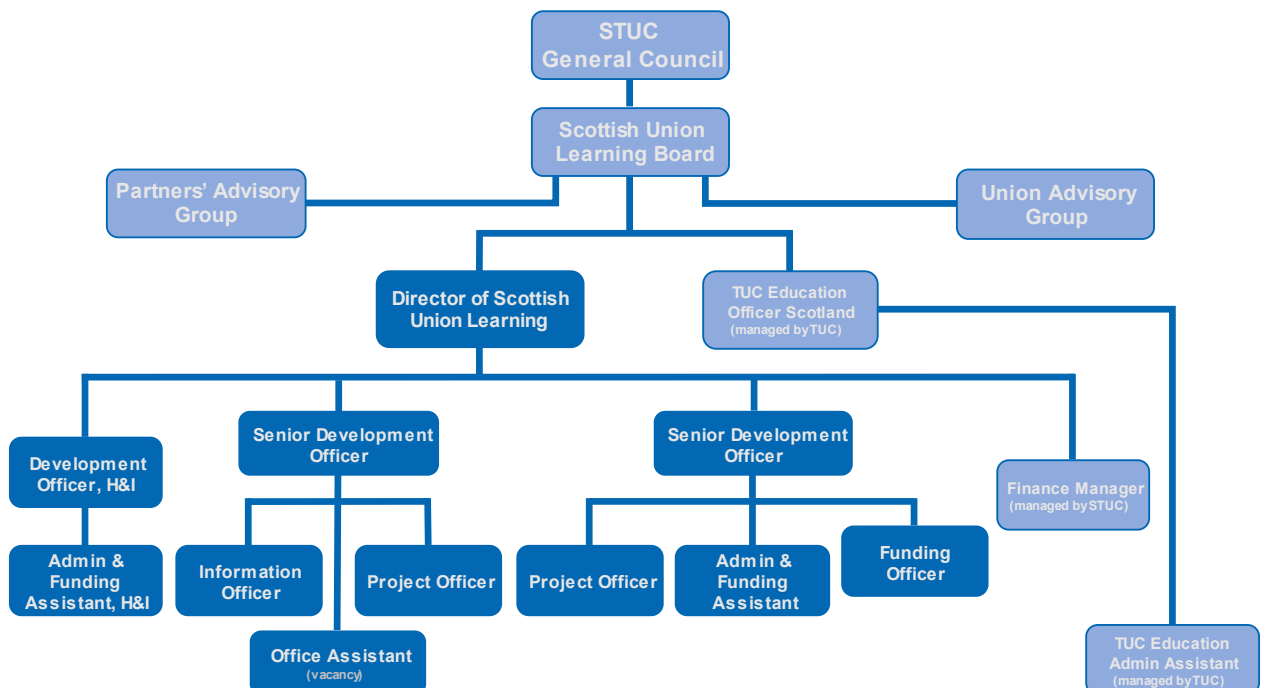 STUC
General Council
Scottish Union
Learning Board
Partners' Advisory
Group
Union Advisory
Group
Director of Scottish
Union Learning
TUC Education
Officer Scotland
(managed by TUC)
Development
Officer, H&I
Senior Development
Officer
Senior Development
Officer
Finance Manager
(managed by STUC)
Admin &
Funding
Assistant, H&I
Information
Officer
Project Officer
Project Officer
Admin &
Funding
Assistant
Funding
Officer
Office Assistant
(vacancy)
TUC Education
Admin Assistant
(managed by TUC)